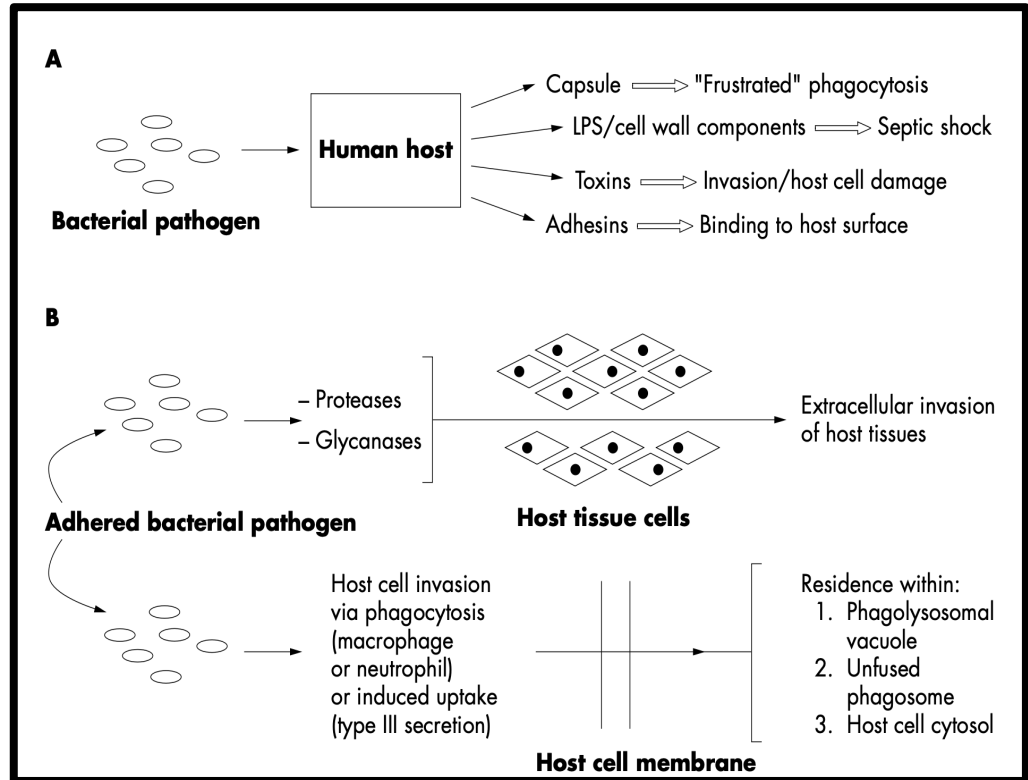 A
Capsule ⇒ "Frustrated" phagocytosis
LPS/cell wall components ⇒ Septic shock
Human host
Toxins ⇒ Invasion/host cell damage
Bacterial pathogen
Adhesins ⇒ Binding to host surface
B
– Proteases
– Glycanases
Extracellular invasion
of host tissues
Adhered bacterial pathogen
Host tissue cells
Host cell invasion
via phagocytosis
(macrophage
or neutrophil)
or induced uptake
(type III secretion)
Host cell membrane
Residence within:
1. Phagolysosomal
vacuole
2. Unfused
phagosome
3. Host cell cytosol